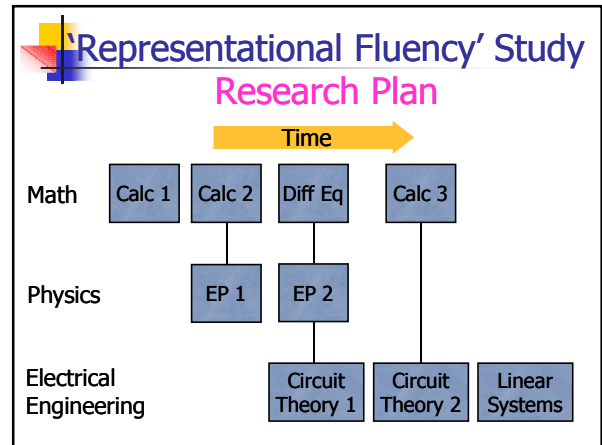 'Representational Fluency' Study
Research Plan
Time
Math
Calc 1
Calc 2
Diff Eq
Calc 3
Physics
EP 1
EP 2
Electrical
Engineering
Circuit
Theory 1
Circuit
Theory 2
Linear
Systems